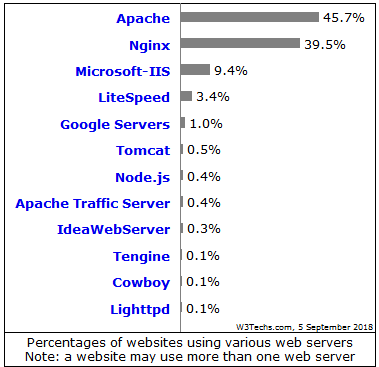 Apache 45.7%
Nginx 39.5%
Microsoft-IIS 9.4%
LiteSpeed 3.4%
Google Servers 1.0%
Tomcat 0.5%
Node.js 0.4%
Apache Traffic Server 0.4%
IdeaWebServer 0.3%
Tengine 0.1%
Cowboy 0.1%
Lighttpd 0.1%
W3Techs.com, 5 September 2018
Percentages of websites using various web servers
Note: a website may use more than one web server